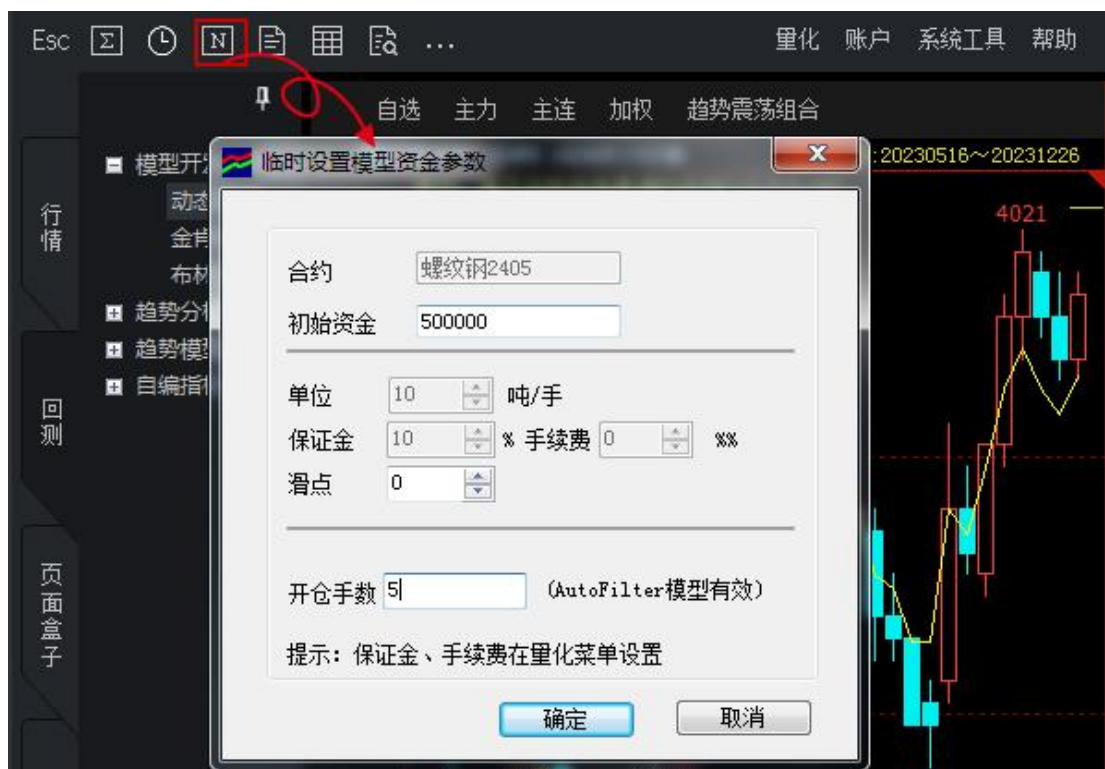 Esc Σ N ... 量化 账户 系统工具 帮助
自选 主力 主连 加权 趋势震荡组合
临时设置模型资金参数
:20230516～20231226
行情
回测
页面盒子
模型开
动态
金肯
布林
趋势分析
趋势模型
自编指标
4021
合约 螺纹钢2405
初始资金 500000
单位 10 吨/手
保证金 10 % 手续费 0 %%
滑点 0
开仓手数 5 (AutoFilter模型有效)
提示：保证金、手续费在量化菜单设置
确定 取消